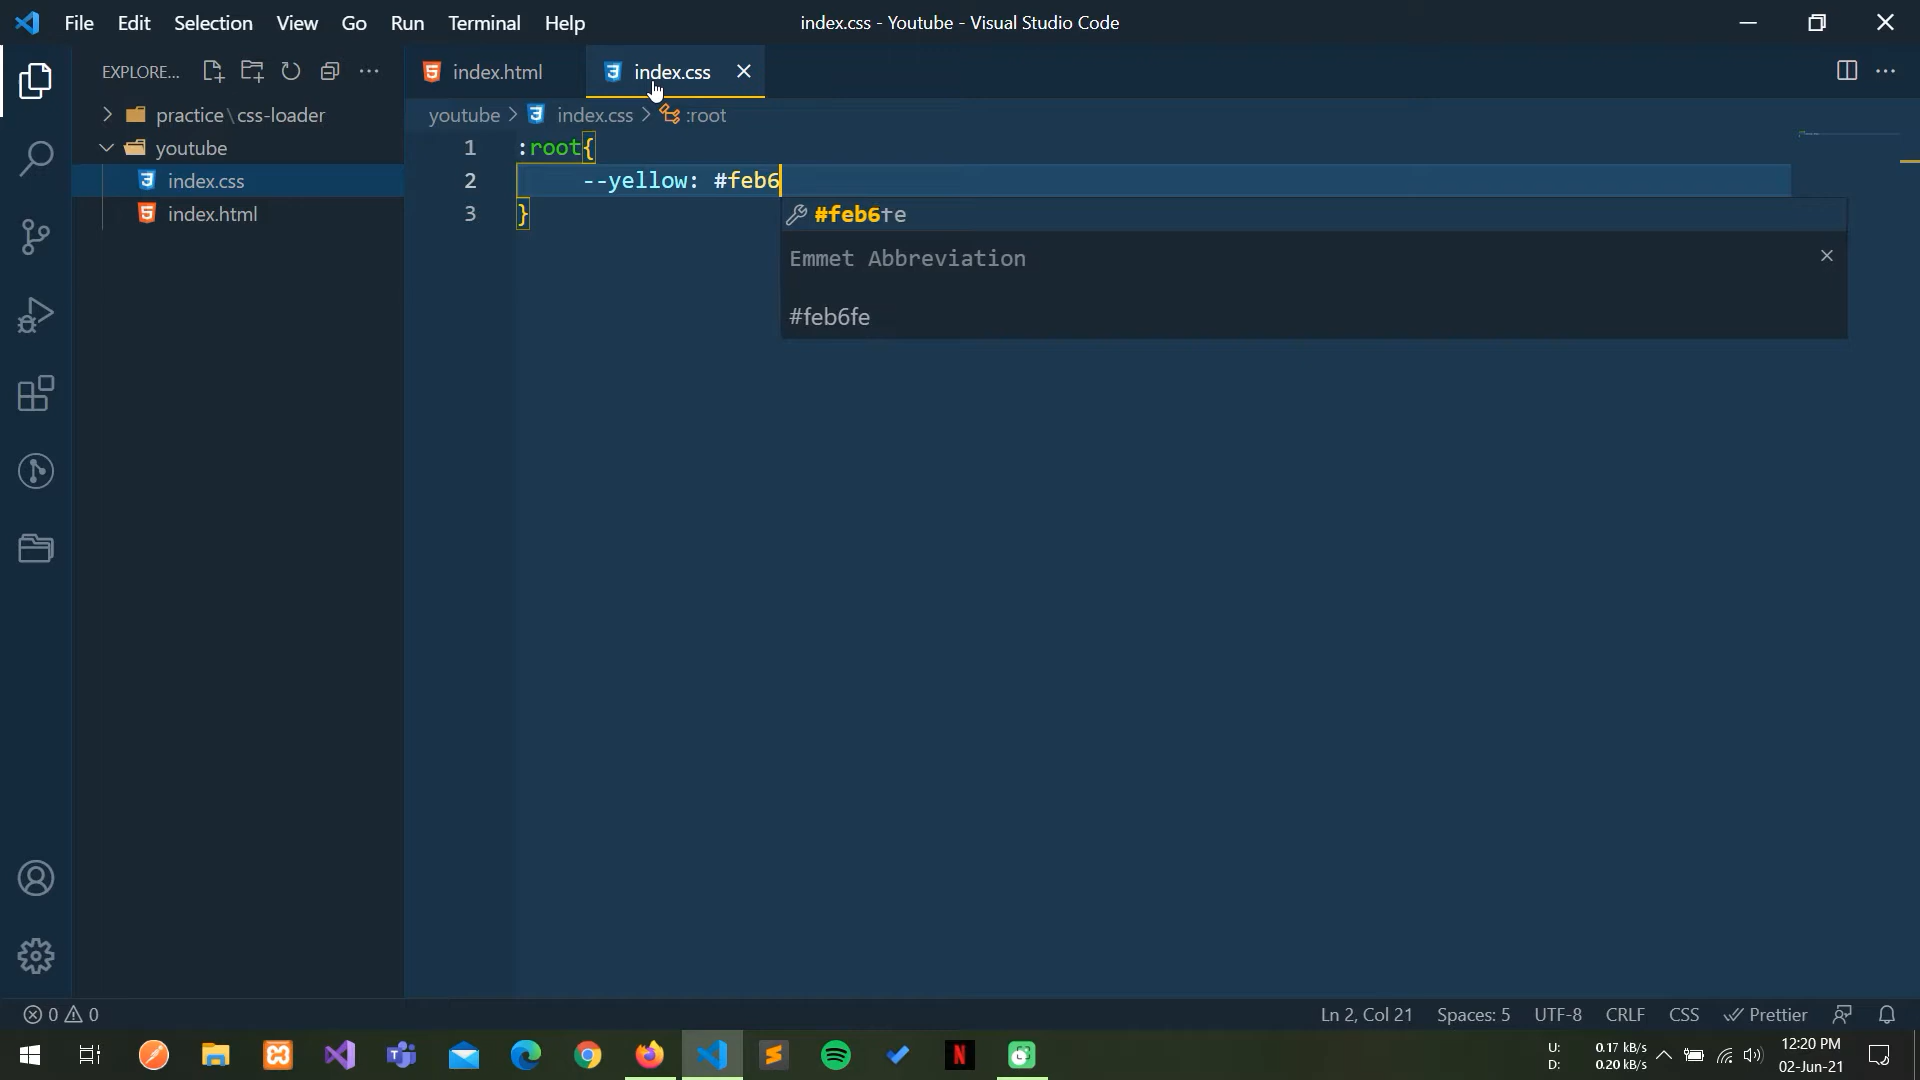 File Edit Selection View Go Run Terminal Help
index.css - Youtube - Visual Studio Code
EXPLORE...
index.html
index.css
practice\css-loader
youtube
index.css
index.html
youtube > index.css > :root
1 :root{
2 --yellow: #feb6
3 }
#feb6fe
Emmet Abbreviation
#feb6fe
0 0
Ln 2, Col 21 Spaces: 5 UTF-8 CRLF CSS Prettier
U: 0.17 kB/s
D: 0.20 kB/s
12:20 PM
02-Jun-21